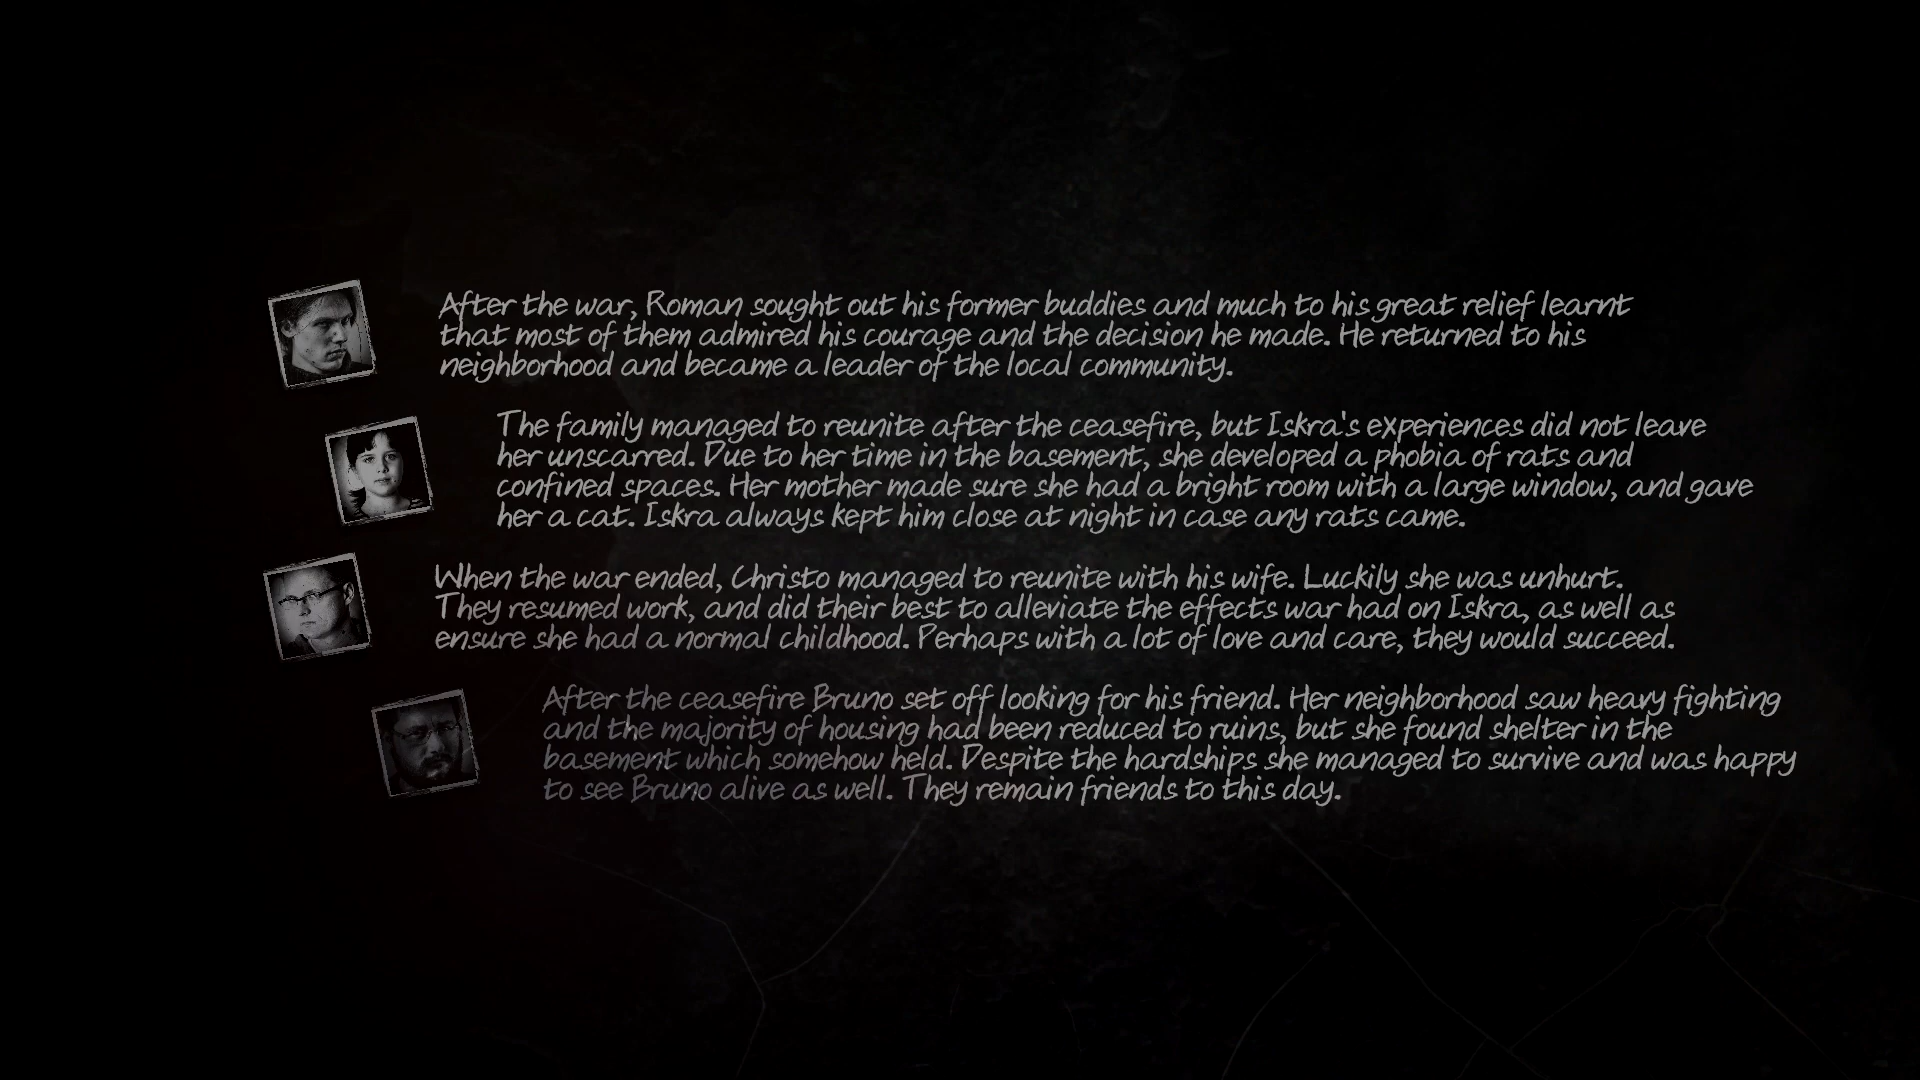 After the war, Roman sought out his former buddies and much to his great relief learnt
that most of them admired his courage and the decision he made. He returned to his
neighborhood and became a leader of the local community.
The family managed to reunite after the ceasefire, but Iskra's experiences did not leave
her unscarred. Due to her time in the basement, she developed a phobia of rats and
confined spaces. Her mother made sure she had a bright room with a large window, and gave
her a cat. Iskra always kept him close at night in case any rats came.
When the war ended, Christo managed to reunite with his wife. Luckily she was unhurt.
They resumed work, and did their best to alleviate the effects war had on Iskra, as well as
ensure she had a normal childhood. Perhaps with a lot of love and care, they would succeed.
After the ceasefire Bruno set off looking for his friend. Her neighborhood saw heavy fighting
and the majority of housing had been reduced to ruins, but she found shelter in the
basement which somehow held. Despite the hardships she managed to survive and was happy
to see Bruno alive as well. They remain friends to this day.